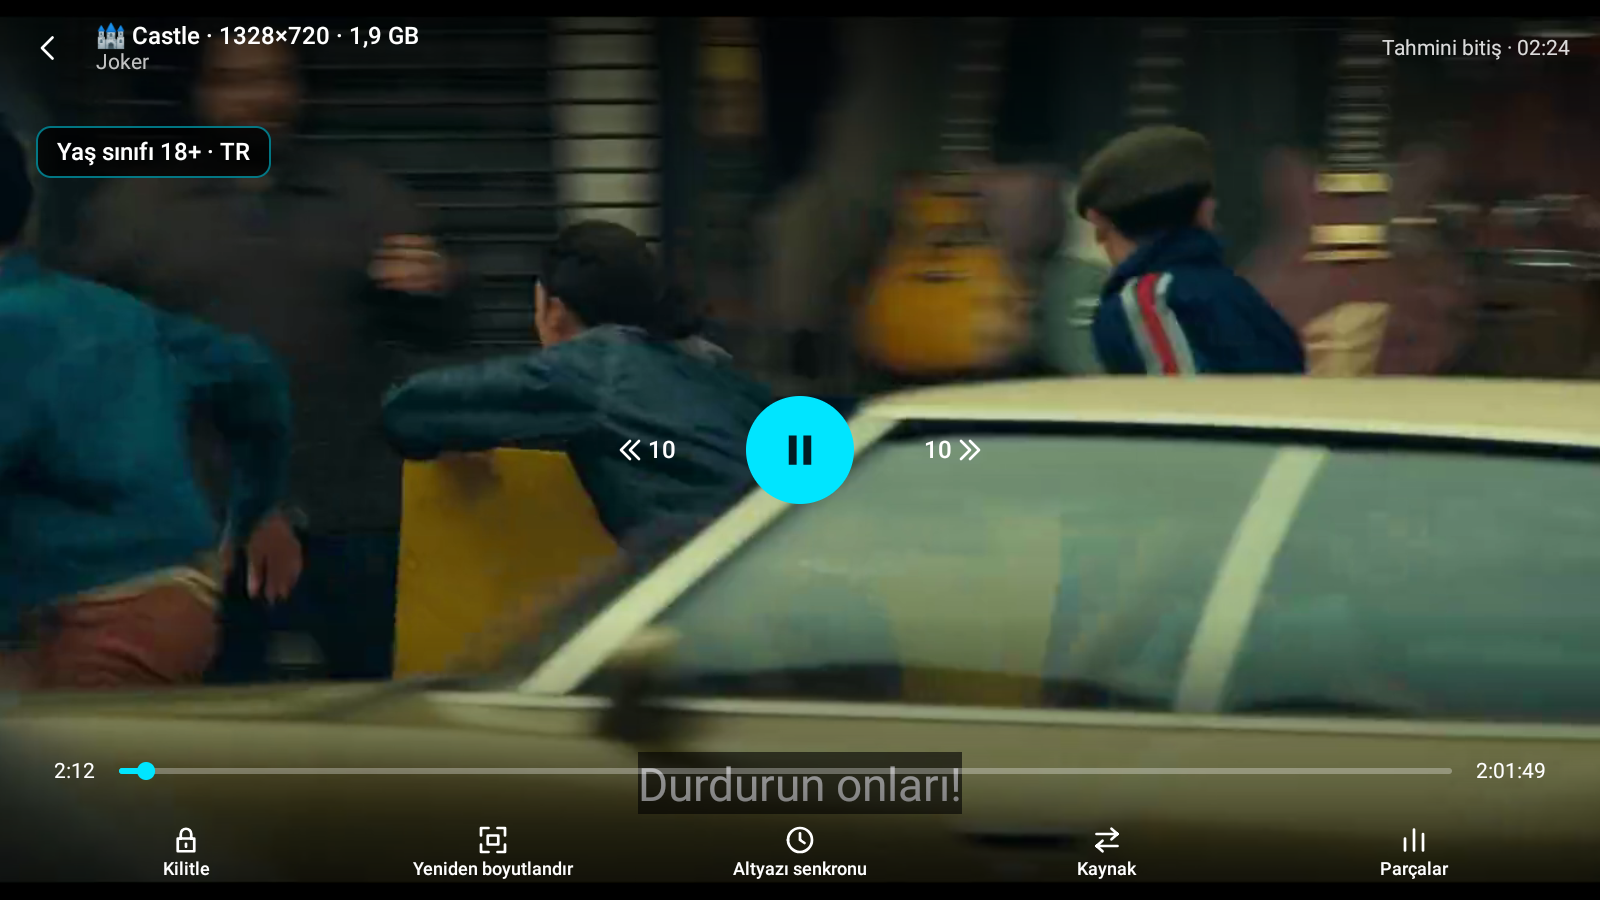 Castle · 1328×720 · 1,9 GB
Joker
Tahmini bitiş · 02:24
Yaş sınıfı 18+ · TR
10
10
2:12
2:01:49
Durdurun onları!
Kilitle
Yeniden boyutlandır
Altyazı senkronu
Kaynak
Parçalar